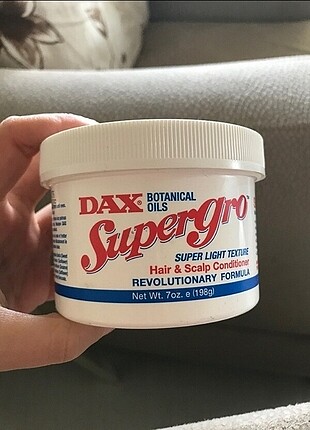 DAX BOTANICAL OILS
Supergro
SUPER LIGHT TEXTURE
Hair & Scalp Conditioner
REVOLUTIONARY FORMULA
Net Wt. 7oz. e (198g)